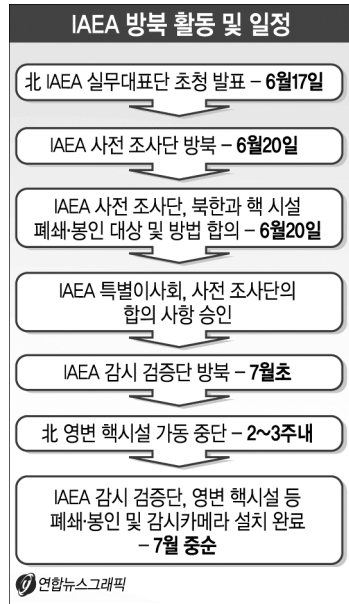 IAEA 방북 활동 및 일정
北 IAEA 실무대표단 초청 발표 – 6월17일
IAEA 사전 조사단 방북 – 6월20일
IAEA 사전 조사단, 북한과 핵 시설
폐쇄·봉인 대상 및 방법 합의 – 6월20일
IAEA 특별이사회, 사전 조사단의
합의 사항 승인
IAEA 감시 검증단 방북 – 7월초
北 영변 핵시설 가동 중단 – 2~3주내
IAEA 감시 검증단, 영변 핵시설 등
폐쇄·봉인 및 감시카메라 설치 완료
– 7월 중순
연합뉴스그래픽